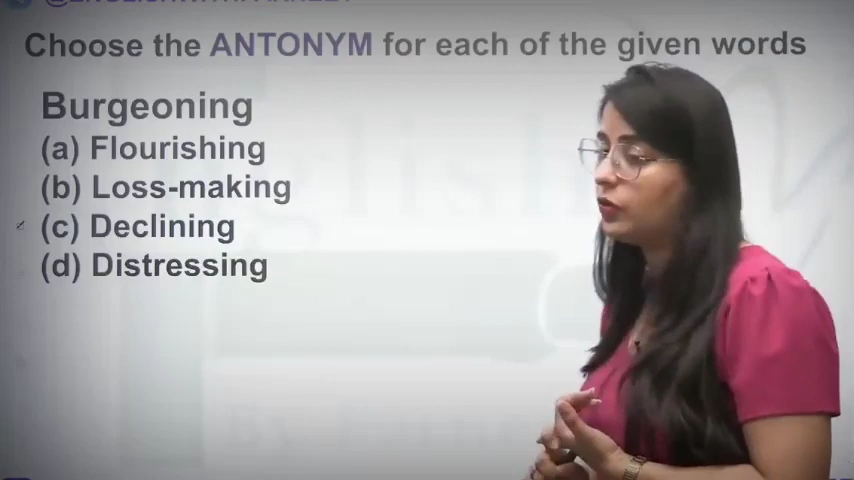 Choose the ANTONYM for each of the given words
Burgeoning
(a) Flourishing
(b) Loss-making
(c) Declining
(d) Distressing